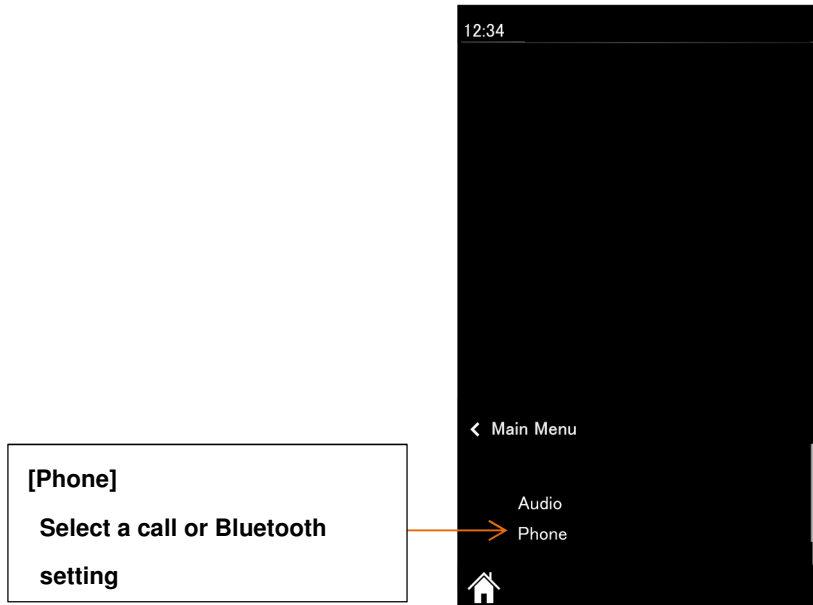 12:34
Main Menu
Audio
Phone
[Phone]
Select a call or Bluetooth
setting